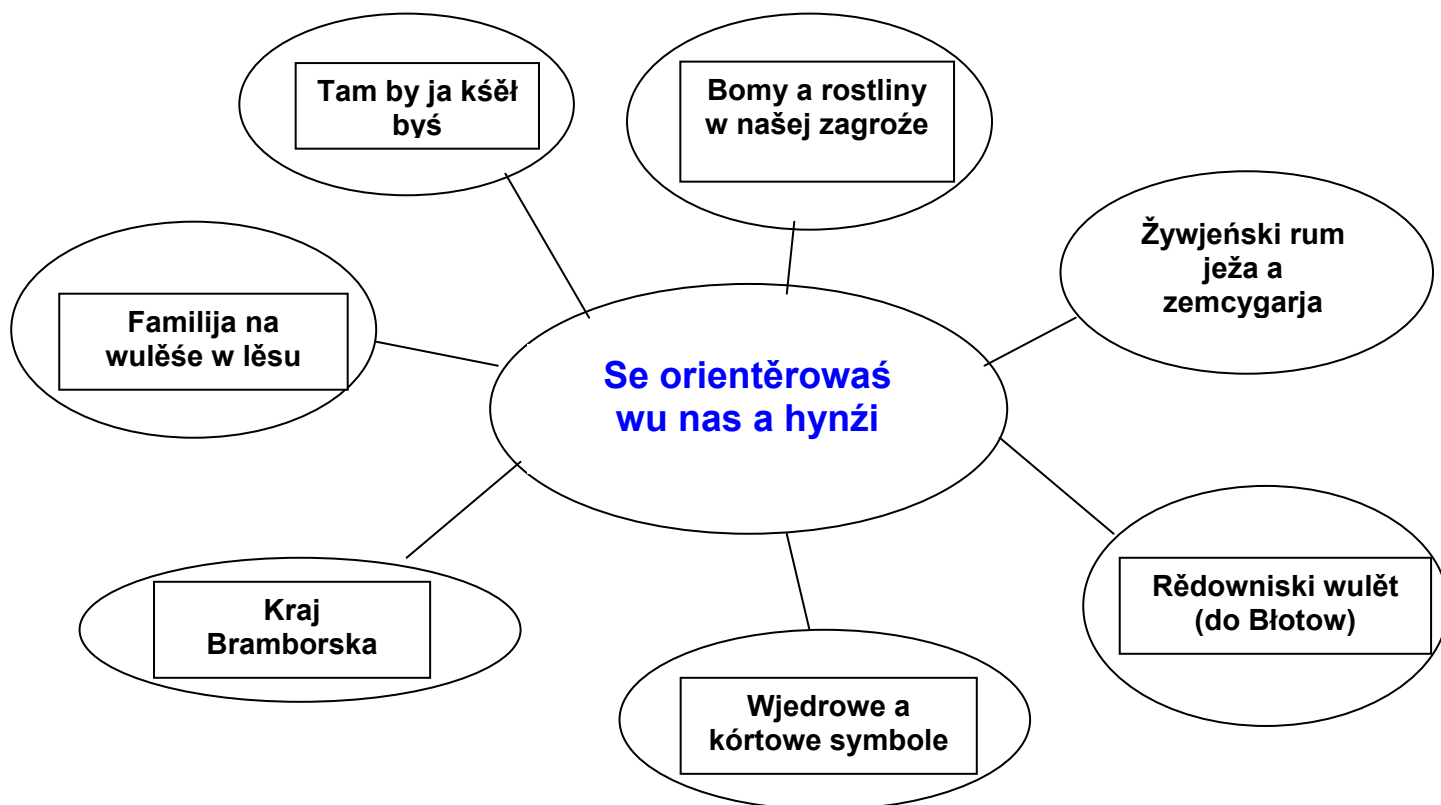 Tam by ja kśěł
byś
Bomy a rostliny
w našej zagroźe
Žywjeński rum
ježa a
zemcygarja
Familija na
wulěśe w lěsu
Se orientěrowaś
wu nas a hynźi
Kraj
Bramborska
Rědowniski wulět
(do Błotow)
Wjedrowe a
kórtowe symbole